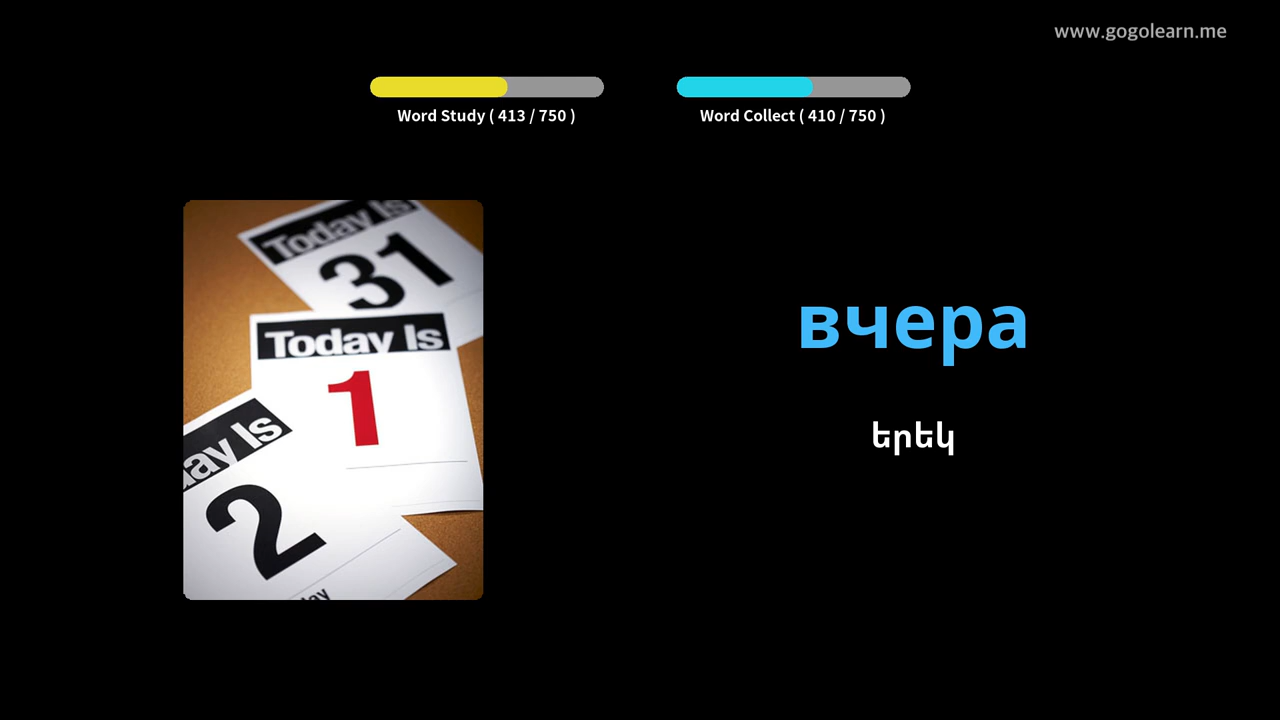 www.gogolearn.me
Word Study ( 413 / 750 )
Word Collect ( 410 / 750 )
Today Is
31
Today Is
1
day Is
2
вчера
երեկ